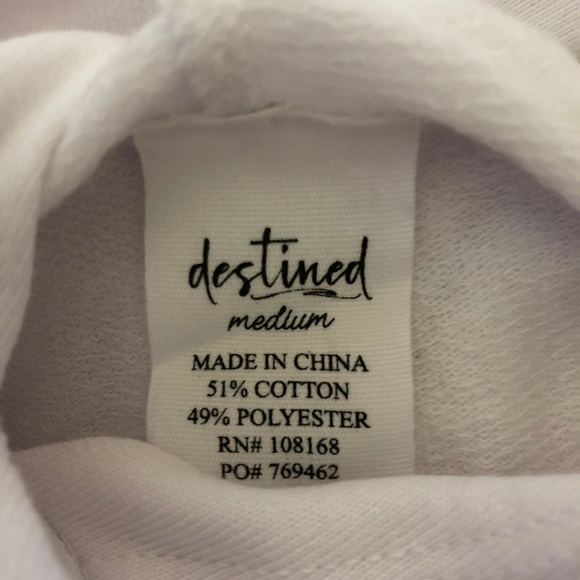 destined
medium
MADE IN CHINA
51% COTTON
49% POLYESTER
RN# 108168
PO# 769462